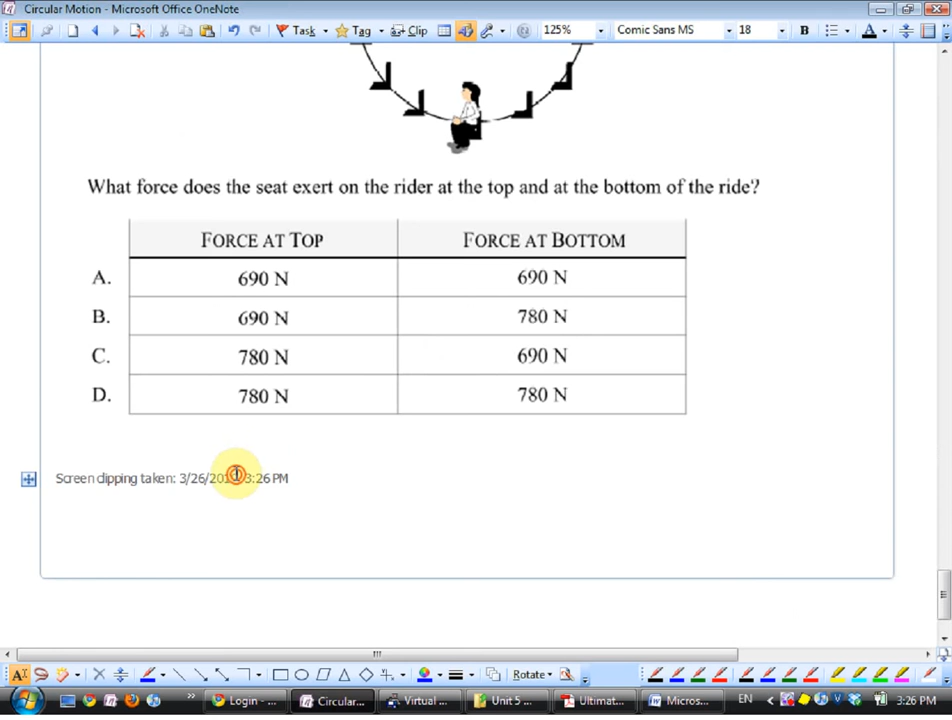 Circular Motion - Microsoft Office OneNote
Task Tag Clip 125% Comic Sans MS 18 B A
What force does the seat exert on the rider at the top and at the bottom of the ride?
FORCE AT TOP FORCE AT BOTTOM
A. 690 N 690 N
B. 690 N 780 N
C. 780 N 690 N
D. 780 N 780 N
Screen clipping taken: 3:26 PM
A Rotate
Login - ... Circular... Virtual ... Unit 5 ... Ultimat... Micros... EN 3:26 PM